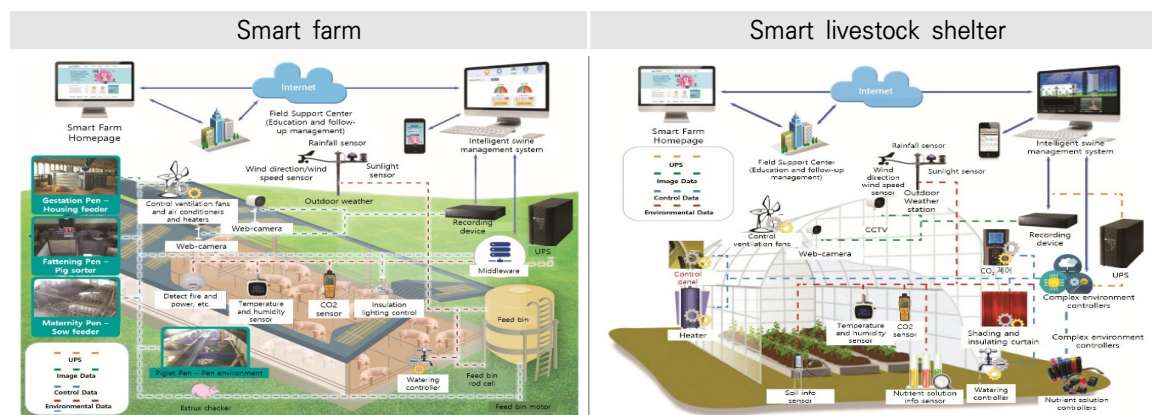 Smart farm
Internet
Smart Farm
Homepage
Field Support Center
(Education and follow-
up management)
Rainfall sensor
Wind direction/wind
speed sensor
Sunlight
sensor
Intelligent swine
management system
Gestation Pen –
Housing feeder
Control ventilation fans
and air conditioners
and heaters
Outdoor weather
Web-camera
Recording
device
UPS
Fattening Pen –
Pig sorter
Web-camera
Middleware
Detect fire and
power, etc.
Temperature
and humidity
sensor
CO2
sensor
Insulation
lighting control
Feed bin
Maternity Pen –
Sow feeder
Piglet Pen – Pen environment
Watering
controller
Feed bin
rod cell
UPS
Image Data
Control Data
Environmental Data
Estrus checker
Feed bin motor
Smart livestock shelter
Internet
Smart Farm
Homepage
Field Support Center
(Education and follow-up
management)
Rainfall sensor
Wind
direction
wind speed
sensor
Sunlight sensor
Outdoor
Weather
station
Intelligent swine
management system
UPS
Image Data
Control Data
Environmental Data
Control
ventilation fans
CCTV
Web-camera
Recording
device
UPS
Control
panel
CO₂ 제어
Complex environment
controllers
Heater
Temperature
and humidity
sensor
CO2
sensor
Shading and
insulating curtain
Complex environment
controllers
Soil info
sensor
Nutrient solution
info sensor
Watering
controller
Nutrient solution
controllers